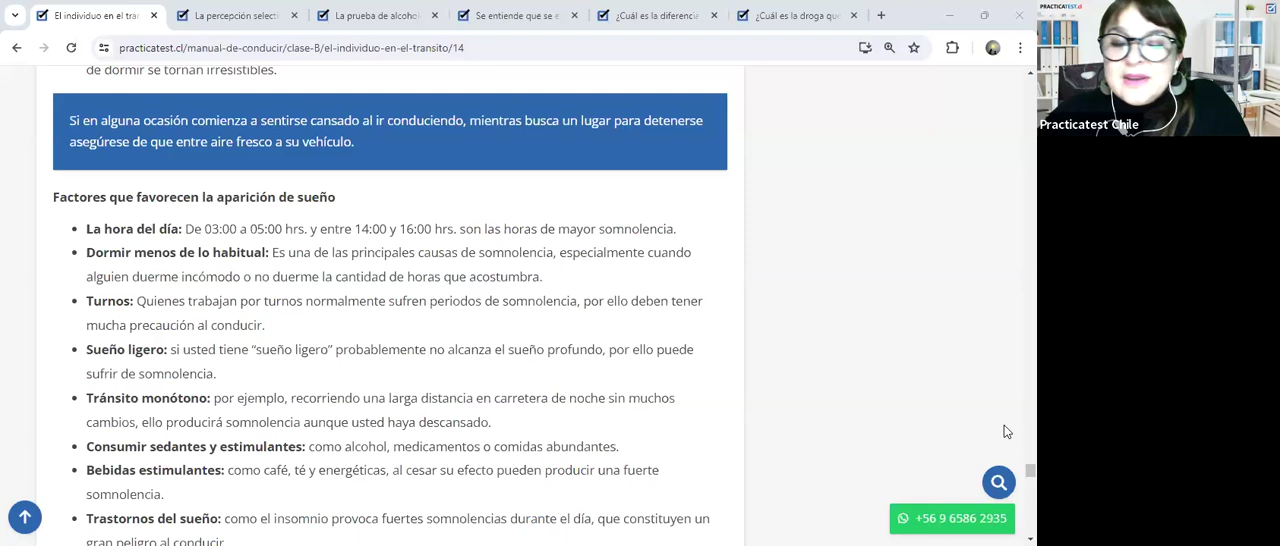 El individuo en el tran
La percepción selecti
La prueba de alcohol
Se entiende que se e
¿Cuál es la diferencia
¿Cuál es la droga que
practicatest.cl/manual-de-conducir/clase-B/el-individuo-en-el-transito/14
PRACTICATEST.cl
Practicatest Chile
de dormir se tornan irresistibles.
Si en alguna ocasión comienza a sentirse cansado al ir conduciendo, mientras busca un lugar para detenerse
asegúrese de que entre aire fresco a su vehículo.
Factores que favorecen la aparición de sueño
• La hora del día: De 03:00 a 05:00 hrs. y entre 14:00 y 16:00 hrs. son las horas de mayor somnolencia.
• Dormir menos de lo habitual: Es una de las principales causas de somnolencia, especialmente cuando
alguien duerme incómodo o no duerme la cantidad de horas que acostumbra.
• Turnos: Quienes trabajan por turnos normalmente sufren periodos de somnolencia, por ello deben tener
mucha precaución al conducir.
• Sueño ligero: si usted tiene “sueño ligero” probablemente no alcanza el sueño profundo, por ello puede
sufrir de somnolencia.
• Tránsito monótono: por ejemplo, recorriendo una larga distancia en carretera de noche sin muchos
cambios, ello producirá somnolencia aunque usted haya descansado.
• Consumir sedantes y estimulantes: como alcohol, medicamentos o comidas abundantes.
• Bebidas estimulantes: como café, té y energéticas, al cesar su efecto pueden producir una fuerte
somnolencia.
• Trastornos del sueño: como el insomnio provoca fuertes somnolencias durante el día, que constituyen un
gran peligro al conducir
+56 9 6586 2935